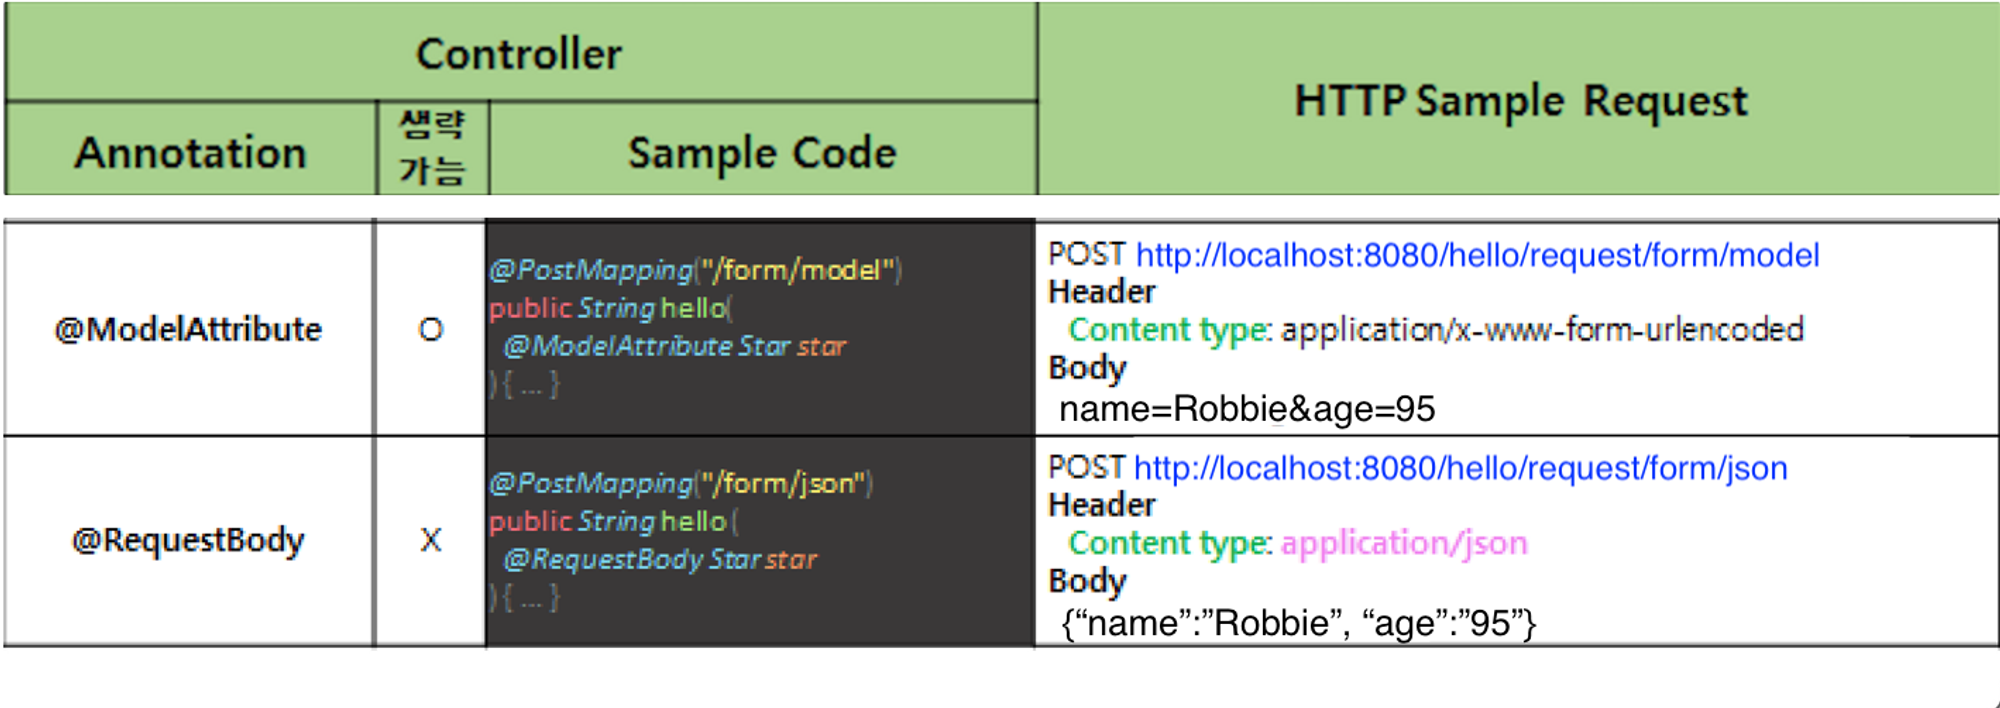 Controller
HTTP Sample Request
Annotation
생략
가능
Sample Code
@ModelAttribute
O
@PostMapping("/form/model")
public String hello(
@ModelAttribute Star star
) { ... }
POST http://localhost:8080/hello/request/form/model
Header
Content type: application/x-www-form-urlencoded
Body
name=Robbie&age=95
@RequestBody
X
@PostMapping("/form/json")
public String hello (
@RequestBody Star star
) { ... }
POST http://localhost:8080/hello/request/form/json
Header
Content type: application/json
Body
{“name”:”Robbie”, “age”:”95”}